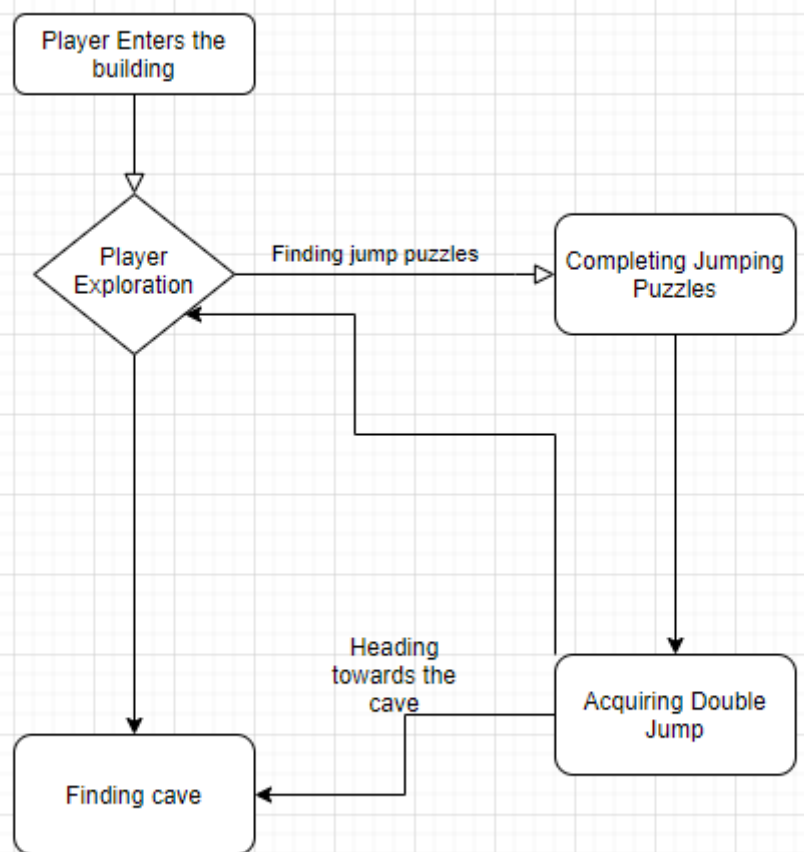 Player Enters the
building
Player
Exploration
Finding jump puzzles
Completing Jumping
Puzzles
Heading
towards the
cave
Acquiring Double
Jump
Finding cave